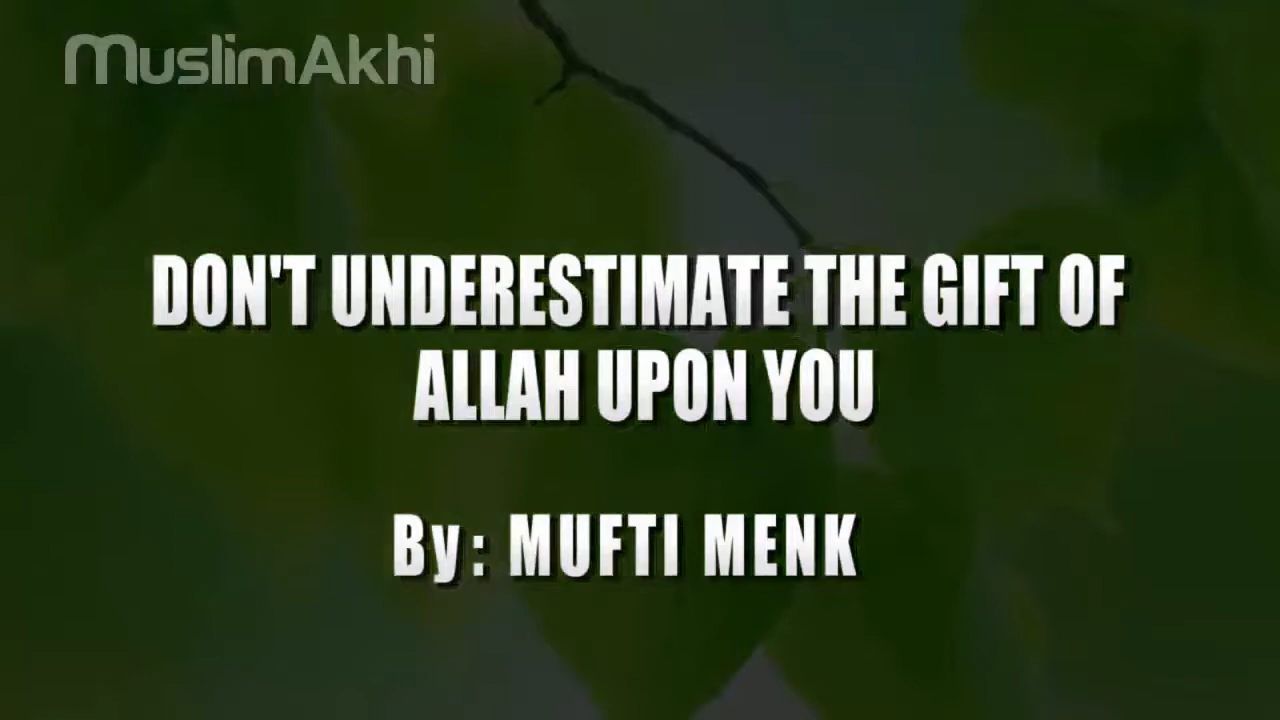 MuslimAkhi
DON'T UNDERESTIMATE THE GIFT OF
ALLAH UPON YOU
By: MUFTI MENK